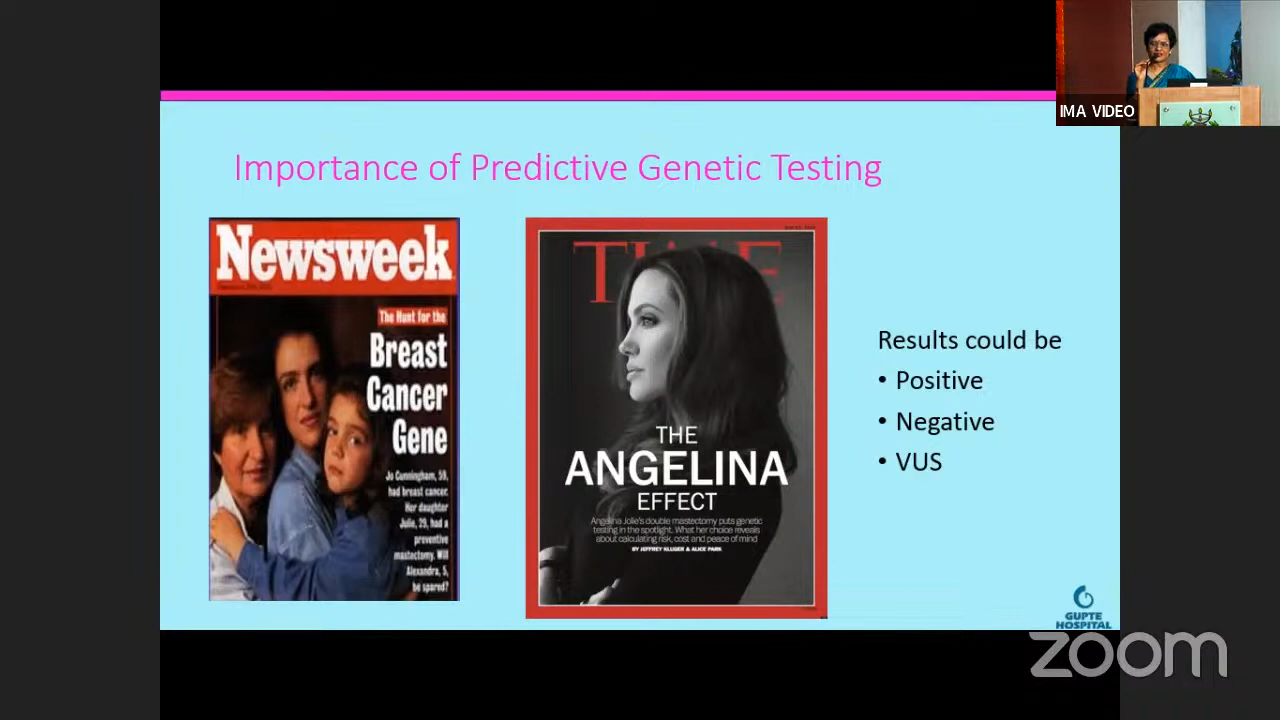 IMA VIDEO
Importance of Predictive Genetic Testing
Newsweek
The Hunt for the
Breast
Cancer
Gene
Jo Cunningham, 59,
had breast cancer.
Her daughter
Julie, 29, had a
preventive
mastectomy. Will
Alexandra, 5,
be spared?
TIME
THE
ANGELINA
EFFECT
Angelina Jolie's double mastectomy puts genetic
testing in the spotlight. What her choice reveals
about calculating risk, cost and peace of mind
BY JEFFREY KLUGER & ALICE PARK
Results could be
• Positive
• Negative
• VUS
GUPTE
HOSPITAL
zoom